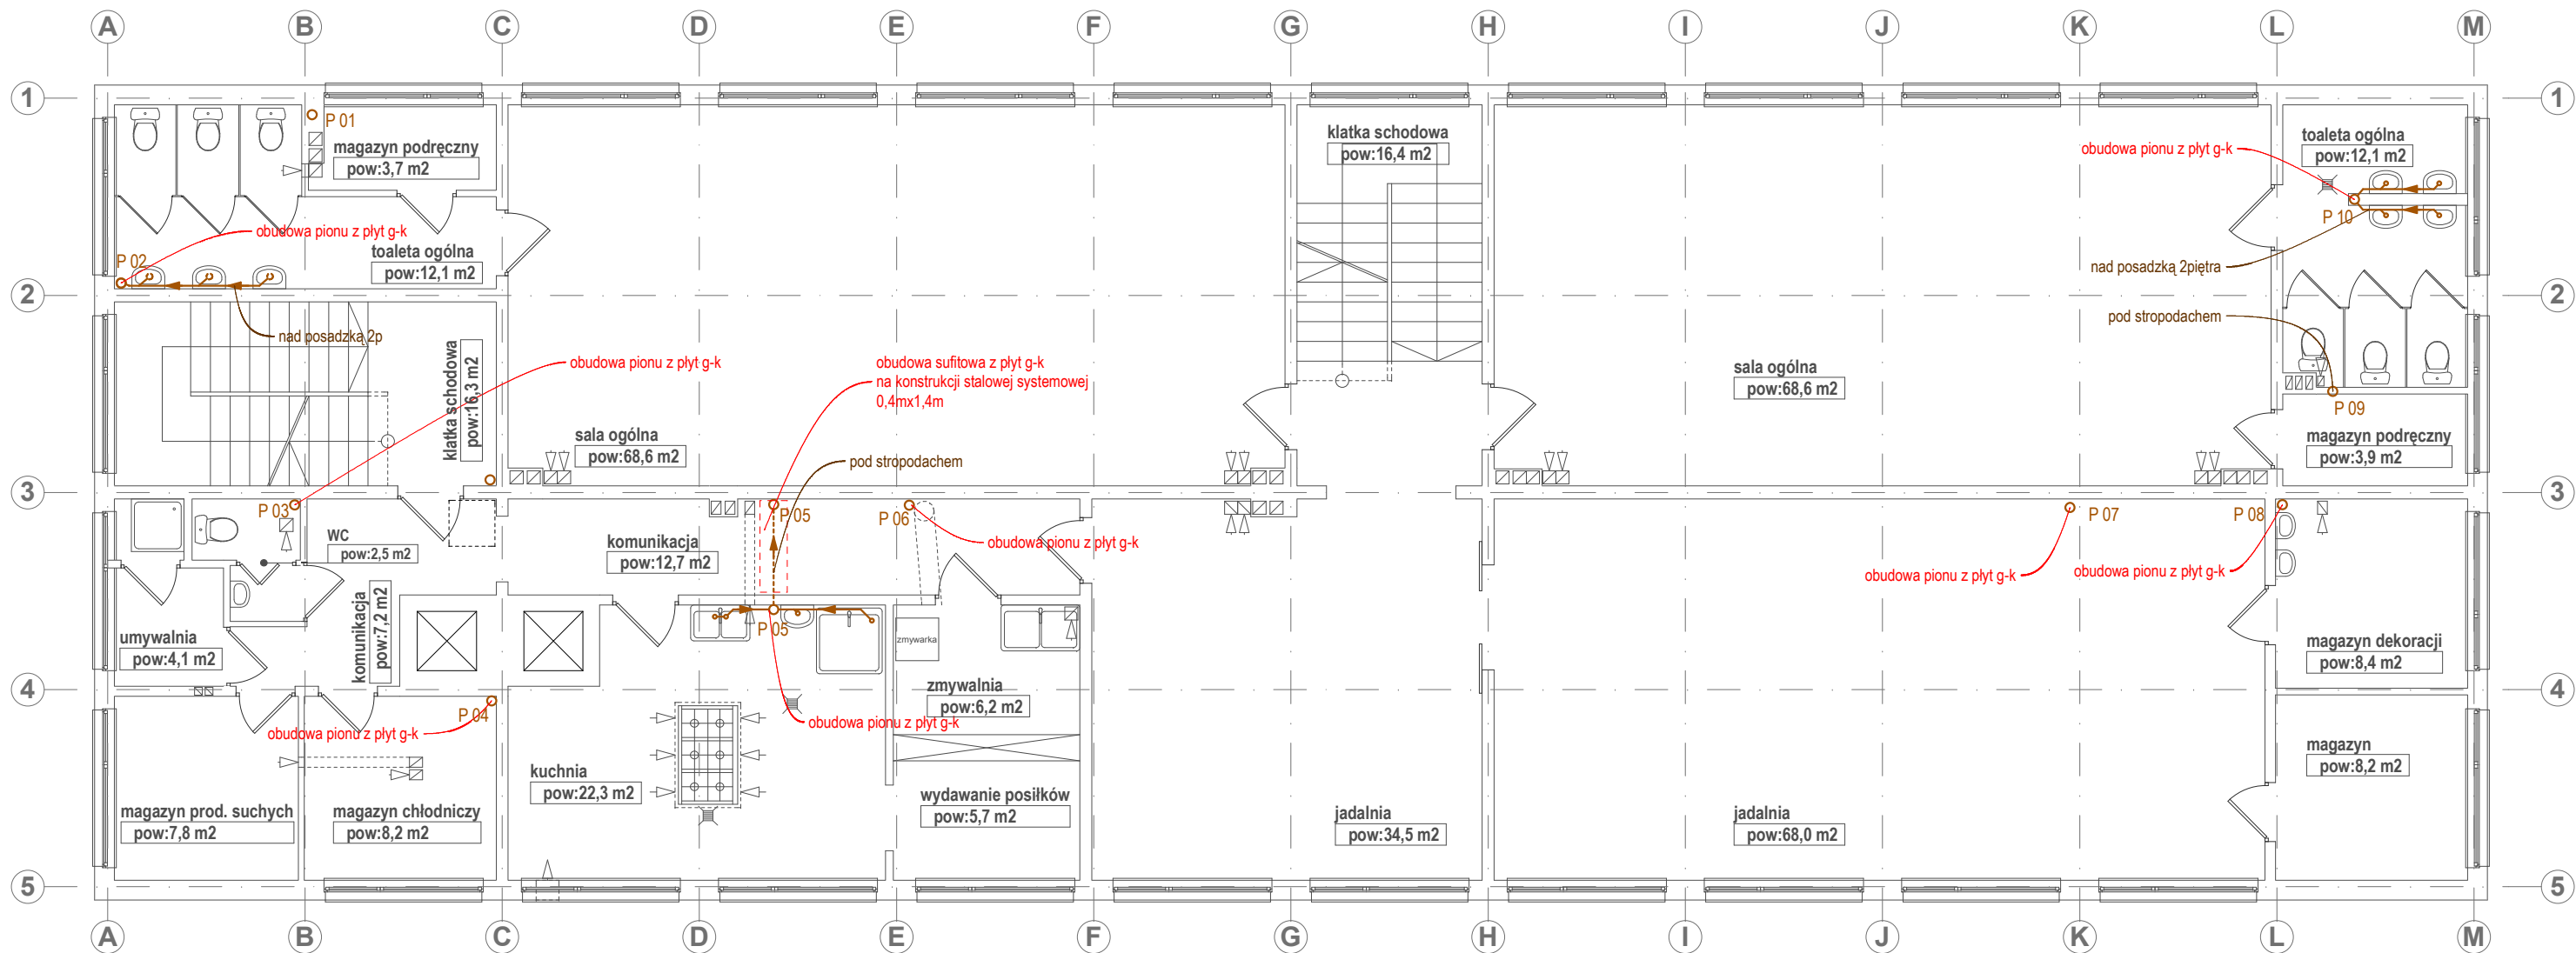 A B C D E F G H I J K L M
1 1
P 01
magazyn podręczny
pow:3,7 m2
klatka schodowa
pow:16,4 m2
toaleta ogólna
pow:12,1 m2
obudowa pionu z płyt g-k
P 10
obudowa pionu z płyt g-k
toaleta ogólna
pow:12,1 m2
P 02
nad posadzką 2piętra
2 2
nad posadzką 2p
pod stropodachem
klatka schodowa
pow:16,3 m2
obudowa pionu z płyt g-k
obudowa sufitowa z płyt g-k
na konstrukcji stalowej systemowej
0,4mx1,4m
sala ogólna
pow:68,6 m2
P 09
sala ogólna
pow:68,6 m2
magazyn podręczny
pow:3,9 m2
pod stropodachem
3 3
P 03
P 05
P 06
P 07
P 08
WC
pow:2,5 m2
komunikacja
pow:12,7 m2
obudowa pionu z płyt g-k
obudowa pionu z płyt g-k
obudowa pionu z płyt g-k
komunikacja
pow:7,2 m2
umywalnia
pow:4,1 m2
P 05
zmywarka
magazyn dekoracji
pow:8,4 m2
4 4
zmywalnia
pow:6,2 m2
P 04
obudowa pionu z płyt g-k
obudowa pionu z płyt g-k
magazyn
pow:8,2 m2
kuchnia
pow:22,3 m2
magazyn prod. suchych
pow:7,8 m2
magazyn chłodniczy
pow:8,2 m2
wydawanie posiłków
pow:5,7 m2
jadalnia
pow:34,5 m2
jadalnia
pow:68,0 m2
5 5
A B C D E F G H I J K L M